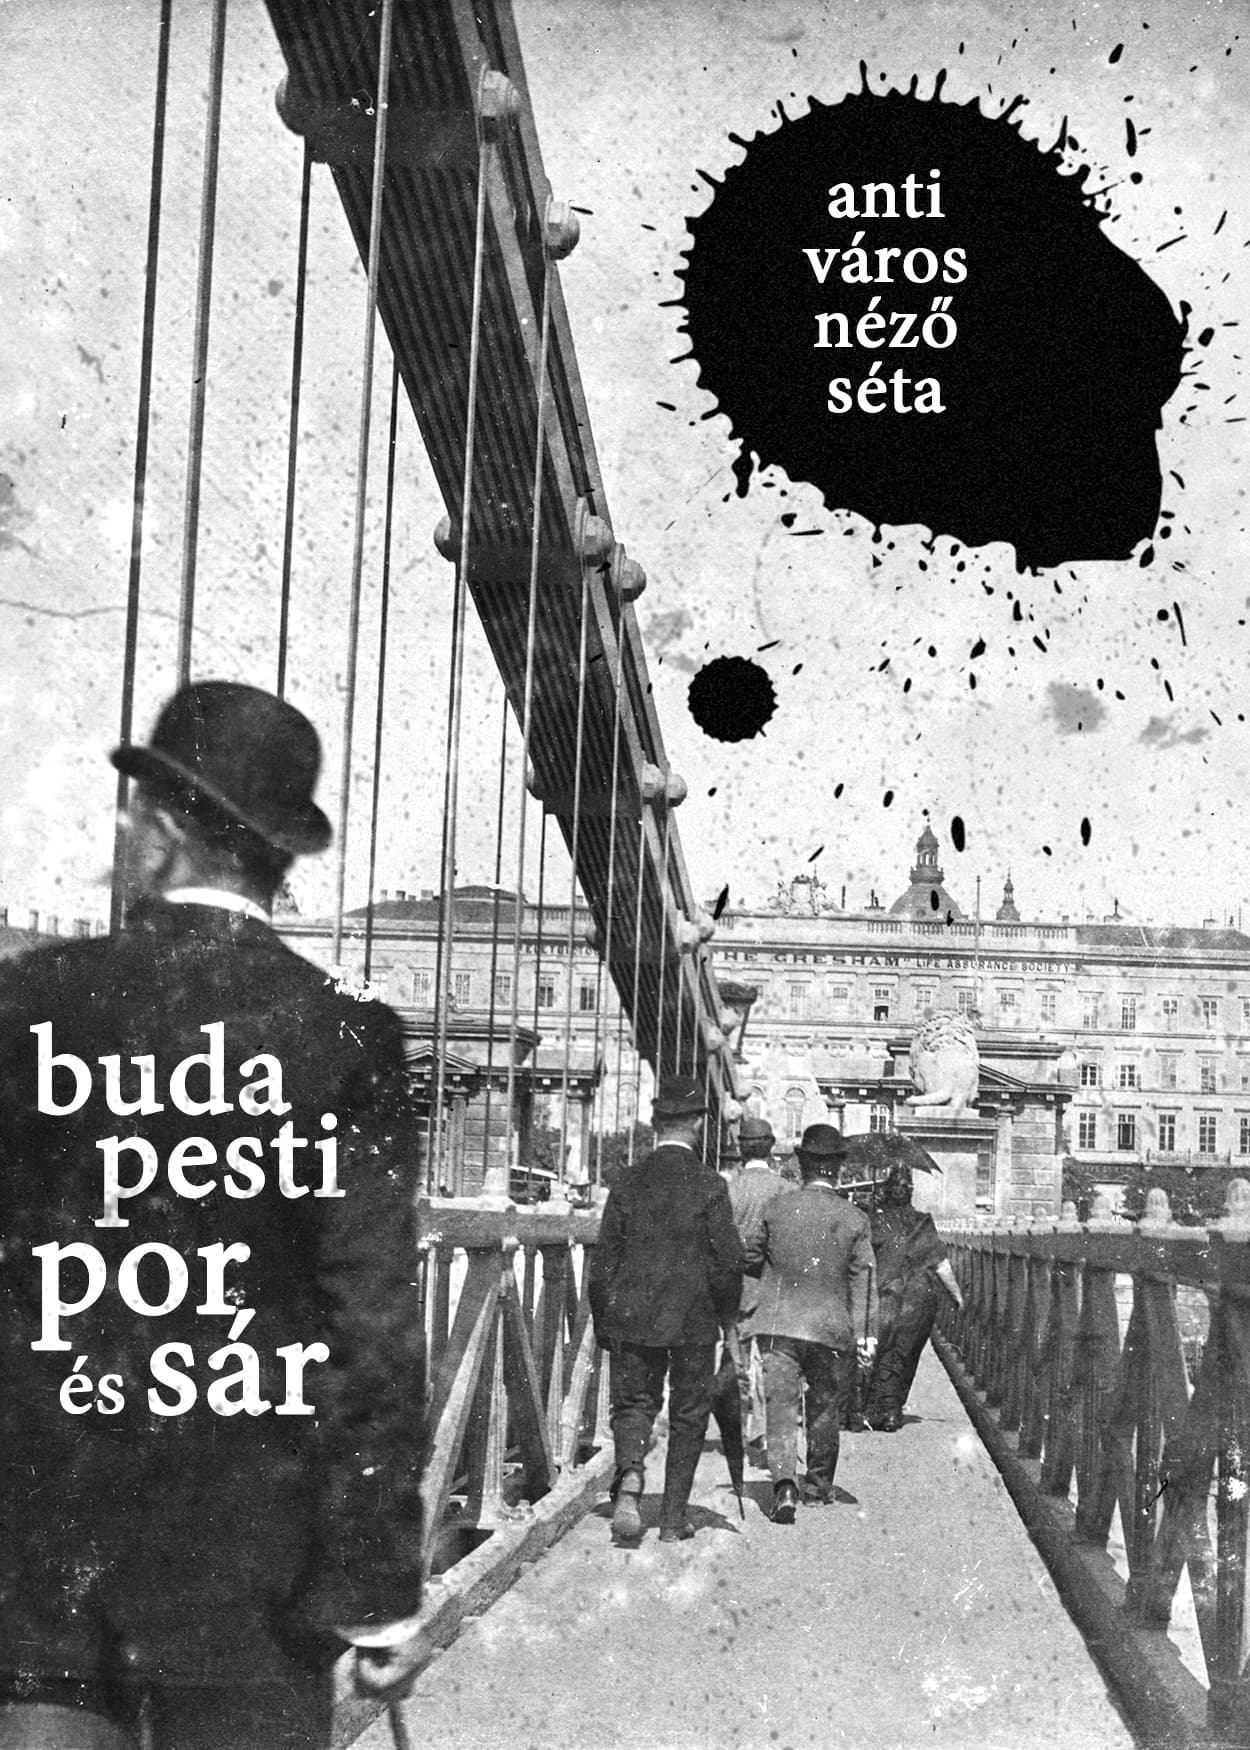 anti
város
néző
séta
"THE GRESHAM" LIFE ASSURANCE SOCIETY
buda
pesti
por
és sár